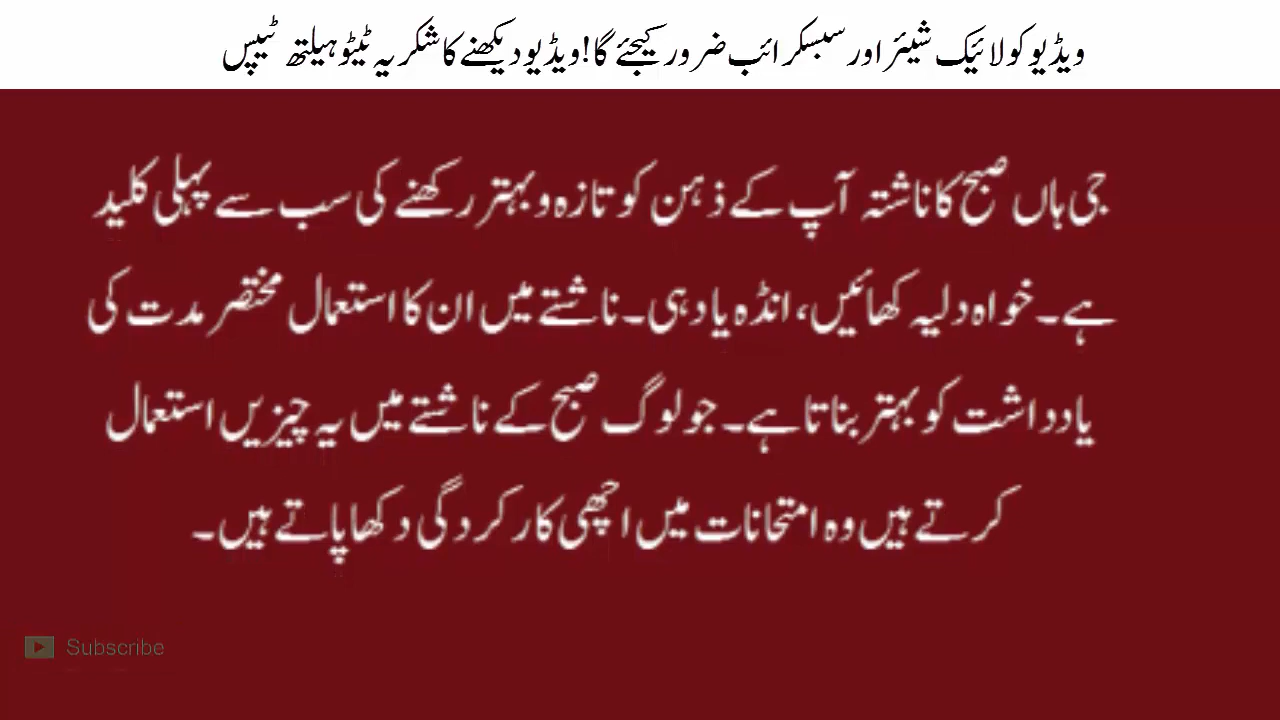 ویڈیو کو لائیک شیئر اور سبسکرائب ضرور کیجئے گا! ویڈیو دیکھنے کا شکریہ ٹیٹو ہیلتھ ٹیپس
جی ہاں صبح کا ناشتہ آپ کے ذہن کو تازہ و بہتر رکھنے کی سب سے پہلی کلید
ہے۔ خواہ دلیہ کھائیں، انڈہ یا دہی۔ ناشتے میں ان کا استعمال مختصر مدت کی
یادداشت کو بہتر بناتا ہے۔ جو لوگ صبح کے ناشتے میں یہ چیزیں استعمال
کرتے ہیں وہ امتحانات میں اچھی کارکردگی دکھا پاتے ہیں۔
Subscribe